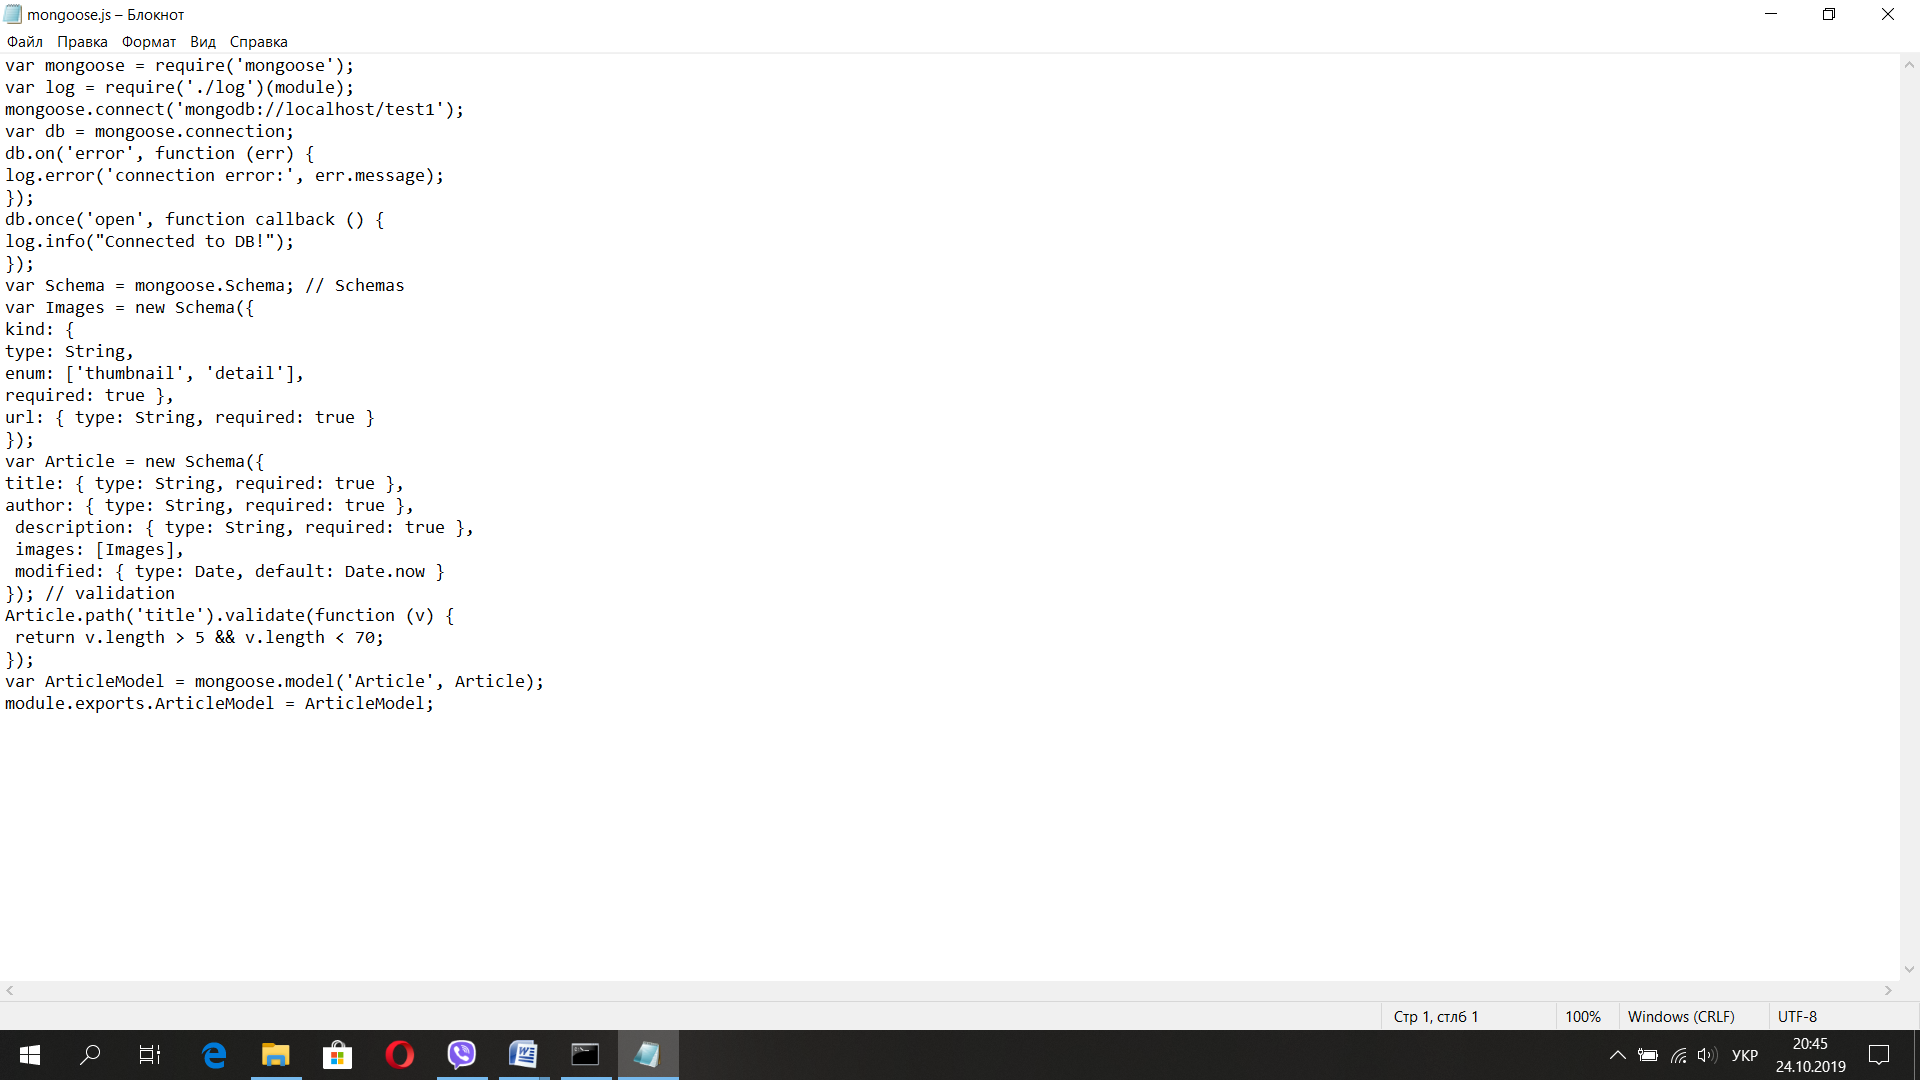 mongoose.js – Блокнот
Файл Правка Формат Вид Справка
var mongoose = require('mongoose');
var log = require('./log')(module);
mongoose.connect('mongodb://localhost/test1');
var db = mongoose.connection;
db.on('error', function (err) {
log.error('connection error:', err.message);
});
db.once('open', function callback () {
log.info("Connected to DB!");
});
var Schema = mongoose.Schema; // Schemas
var Images = new Schema({
kind: {
type: String,
enum: ['thumbnail', 'detail'],
required: true },
url: { type: String, required: true }
});
var Article = new Schema({
title: { type: String, required: true },
author: { type: String, required: true },
 description: { type: String, required: true },
 images: [Images],
 modified: { type: Date, default: Date.now }
}); // validation
Article.path('title').validate(function (v) {
 return v.length > 5 && v.length < 70;
});
var ArticleModel = mongoose.model('Article', Article);
module.exports.ArticleModel = ArticleModel;
Стр 1, стлб 1 100% Windows (CRLF) UTF-8
УКР
20:45
24.10.2019